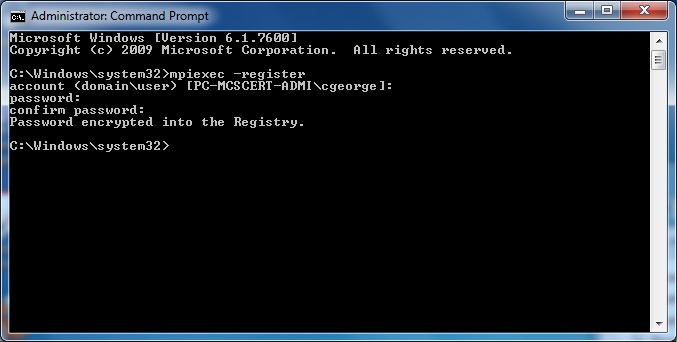 Administrator: Command Prompt
Microsoft Windows [Version 6.1.7600]
Copyright (c) 2009 Microsoft Corporation.  All rights reserved.
C:\Windows\system32>mpiexec -register
account (domain\user) [PC-MCSCERT-ADMI\cgeorge]:
password:
confirm password:
Password encrypted into the Registry.
C:\Windows\system32>